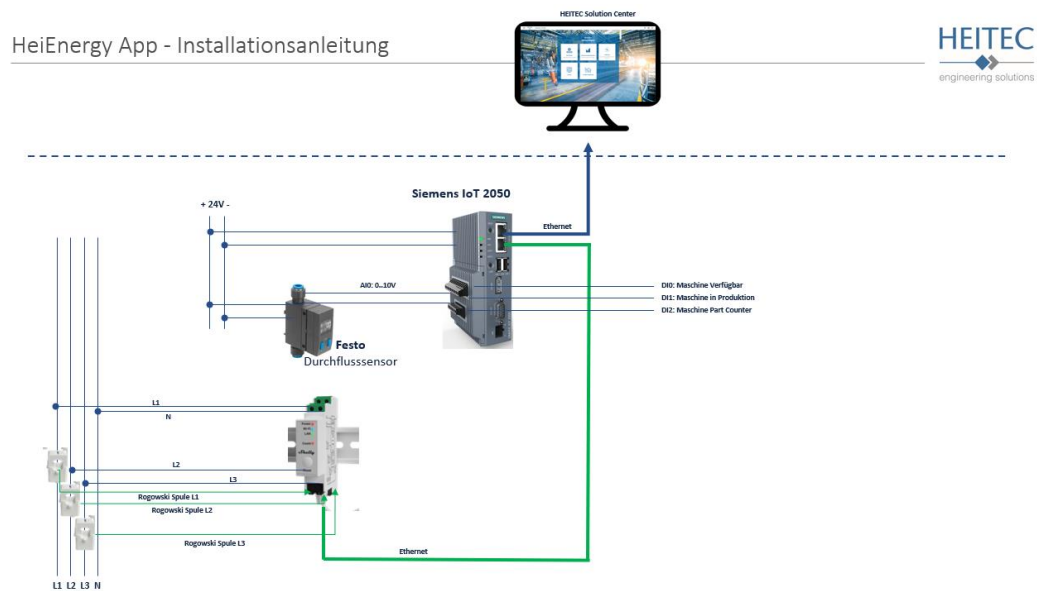 HEITEC Solution Center
HeiEnergy App - Installationsanleitung
HEITEC
engineering solutions
Siemens IoT 2050
+ 24V -
Ethernet
AI0: 0...10V
DI0: Maschine Verfügbar
DI1: Maschine in Produktion
DI2: Maschine Part Counter
Festo
Durchflusssensor
L1
N
L2
L3
Rogowski Spule L1
Rogowski Spule L2
Rogowski Spule L3
Ethernet
L1 L2 L3 N